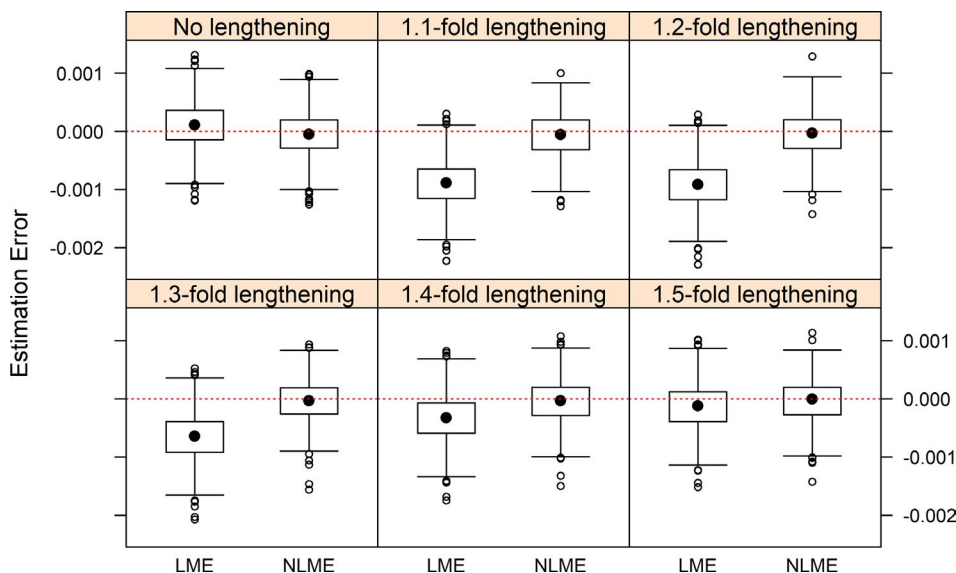 No lengthening
1.1-fold lengthening
1.2-fold lengthening
0.001
0.000
-0.001
-0.002
Estimation Error
1.3-fold lengthening
1.4-fold lengthening
1.5-fold lengthening
0.001
0.000
-0.001
-0.002
LME NLME LME NLME LME NLME